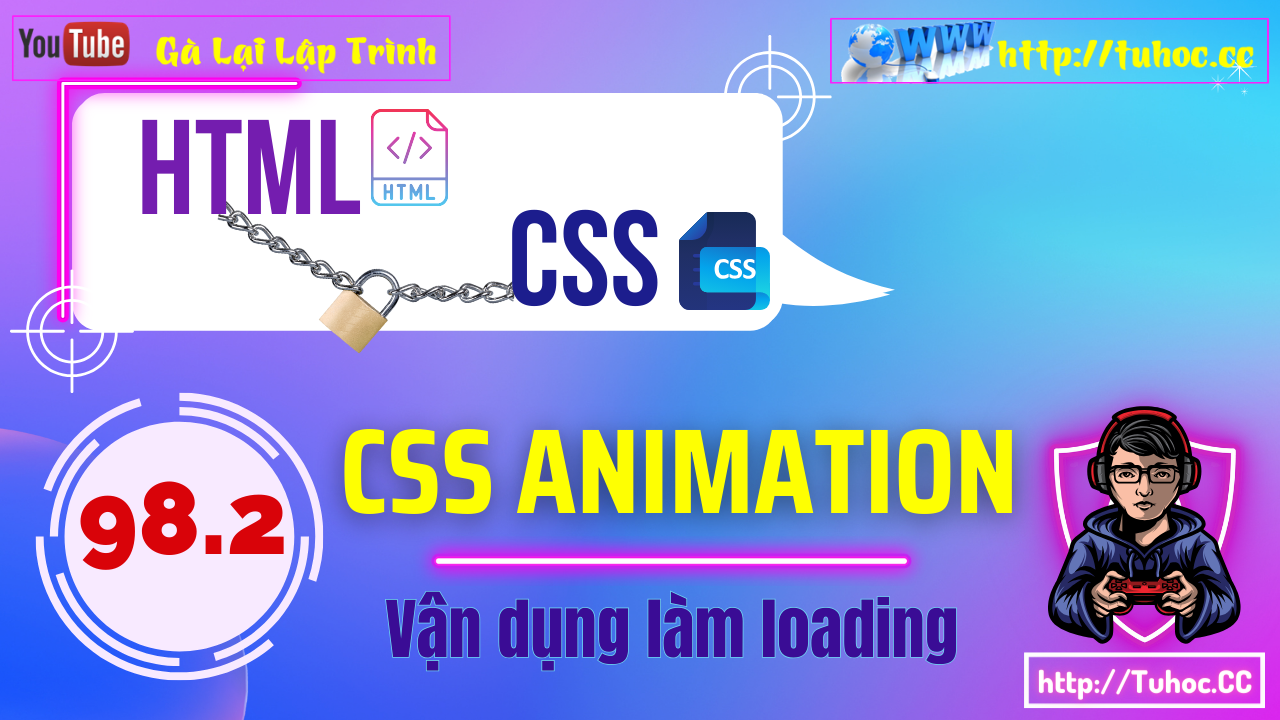 YouTube
Gà Lại Lập Trình
WWW
http://tuhoc.cc
HTML
</>
HTML
CSS
CSS
98.2
CSS ANIMATION
Vận dụng làm loading
http://Tuhoc.CC